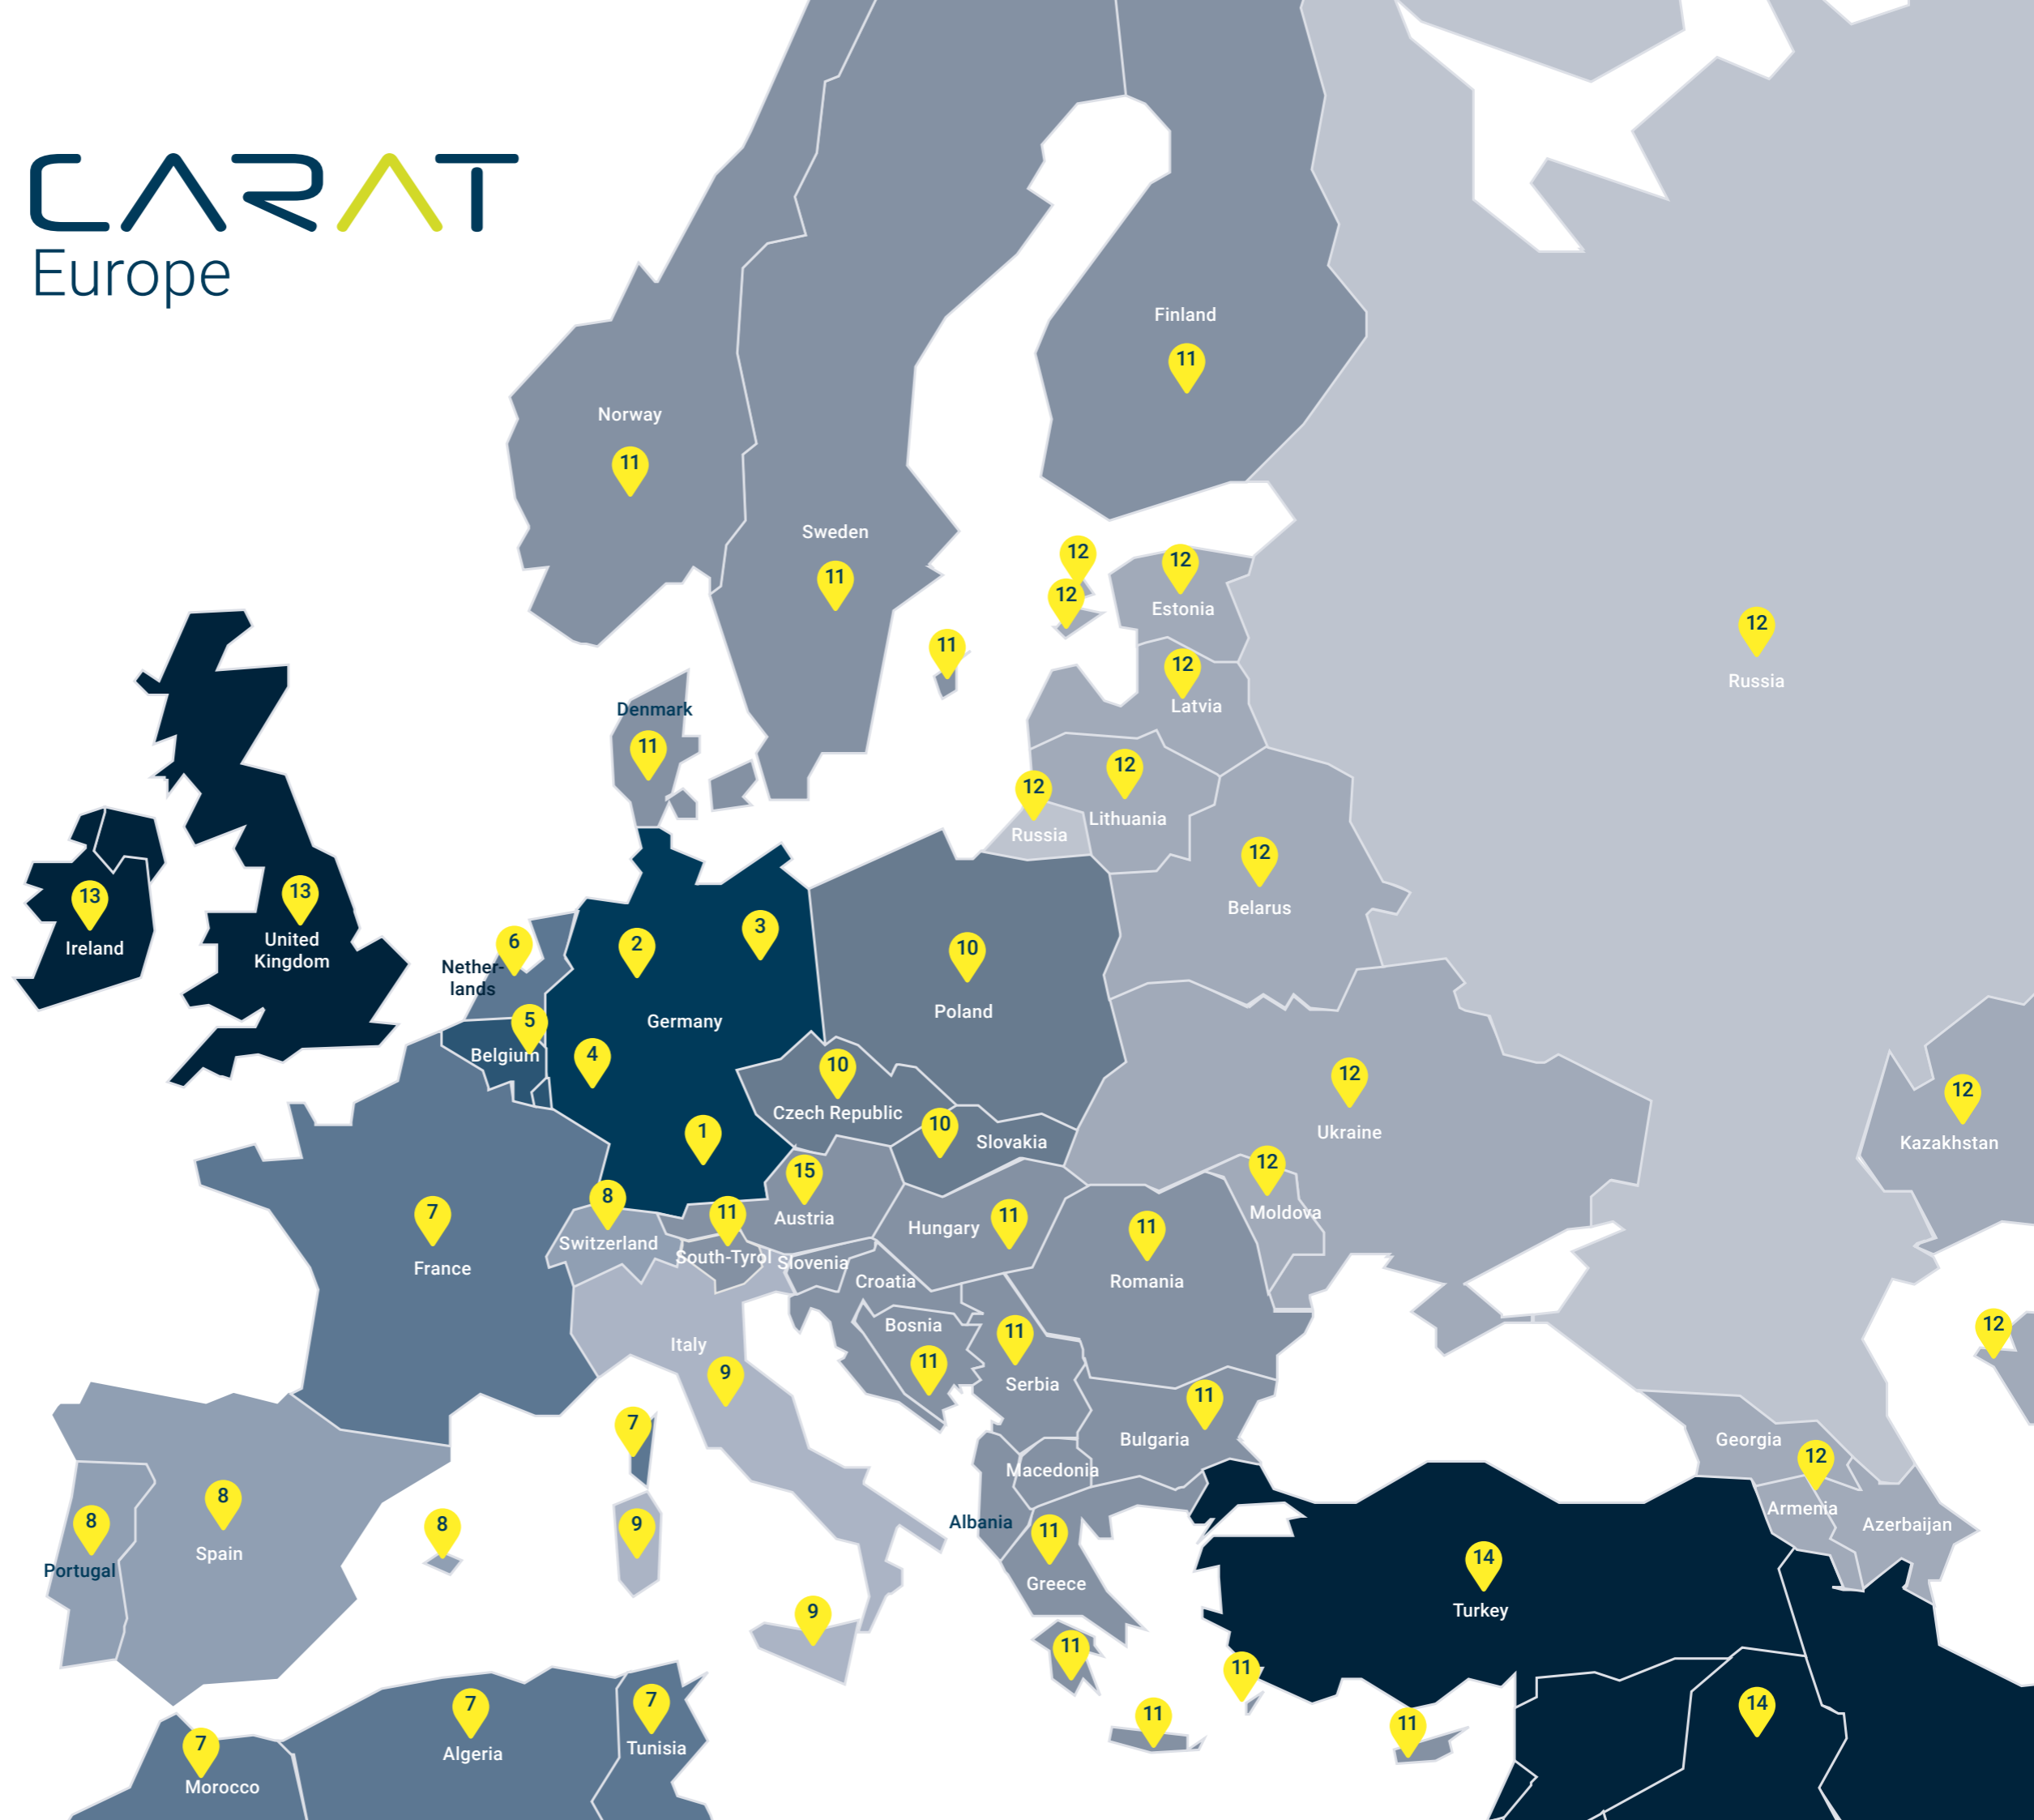 CARAT
Europe
Finland
11
Norway
11
Sweden
11
12
12
Estonia
12
11
12
Latvia
12
Russia
Denmark
11
12
Lithuania
12
Russia
12
Belarus
13
Ireland
13
United
Kingdom
6
Nether-
lands
2
3
Germany
5
Belgium
4
1
10
Poland
10
Czech Republic
10
Slovakia
12
Ukraine
12
Kazakhstan
12
Moldova
7
France
8
Switzerland
11
South-Tyrol
15
Austria
Slovenia
Hungary
11
Croatia
11
Romania
Bosnia
11
11
Serbia
12
Italy
9
11
Bulgaria
7
Georgia
12
Macedonia
Armenia
Azerbaijan
8
Portugal
8
Spain
8
9
Albania
11
Greece
14
Turkey
9
11
11
11
11
14
7
Morocco
7
Algeria
7
Tunisia